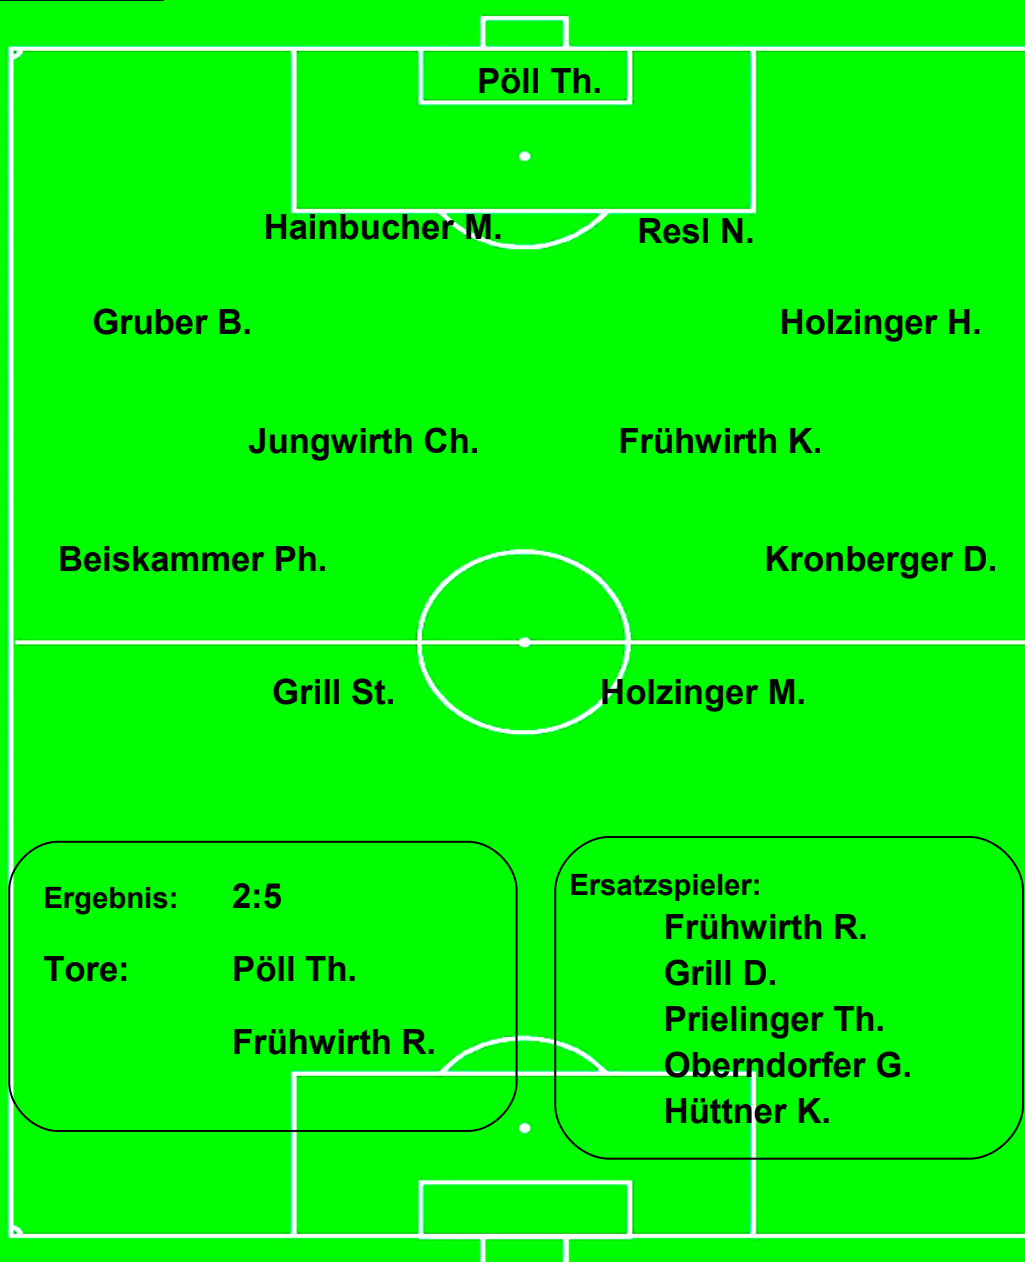 Pöll Th.
Hainbucher M. Resl N.
Gruber B. Holzinger H.
Jungwirth Ch. Frühwirth K.
Beiskammer Ph. Kronberger D.
Grill St. Holzinger M.
Ergebnis: 2:5
Tore: Pöll Th.
Frühwirth R.
Ersatzspieler:
Frühwirth R.
Grill D.
Prielinger Th.
Oberndorfer G.
Hüttner K.